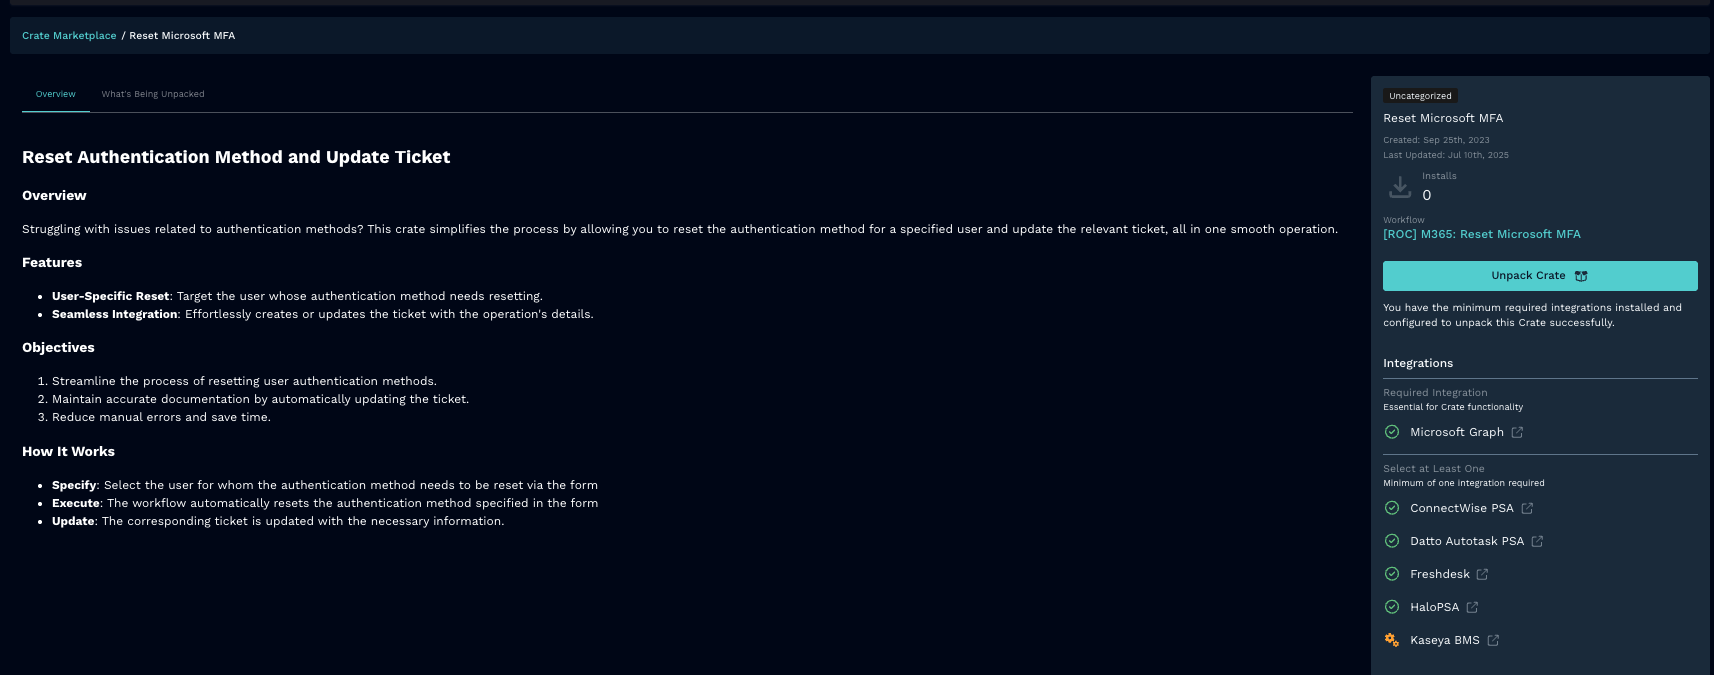 Crate Marketplace / Reset Microsoft MFA
Overview
What's Being Unpacked
Reset Authentication Method and Update Ticket
Overview
Struggling with issues related to authentication methods? This crate simplifies the process by allowing you to reset the authentication method for a specified user and update the relevant ticket, all in one smooth operation.
Features
• User-Specific Reset: Target the user whose authentication method needs resetting.
• Seamless Integration: Effortlessly creates or updates the ticket with the operation's details.
Objectives
1. Streamline the process of resetting user authentication methods.
2. Maintain accurate documentation by automatically updating the ticket.
3. Reduce manual errors and save time.
How It Works
• Specify: Select the user for whom the authentication method needs to be reset via the form
• Execute: The workflow automatically resets the authentication method specified in the form
• Update: The corresponding ticket is updated with the necessary information.
Uncategorized
Reset Microsoft MFA
Created: Sep 25th, 2023
Last Updated: Jul 10th, 2025
Installs
0
Workflow
[ROC] M365: Reset Microsoft MFA
Unpack Crate
You have the minimum required integrations installed and
configured to unpack this Crate successfully.
Integrations
Required Integration
Essential for Crate functionality
Microsoft Graph
Select at Least One
Minimum of one integration required
ConnectWise PSA
Datto Autotask PSA
Freshdesk
HaloPSA
Kaseya BMS